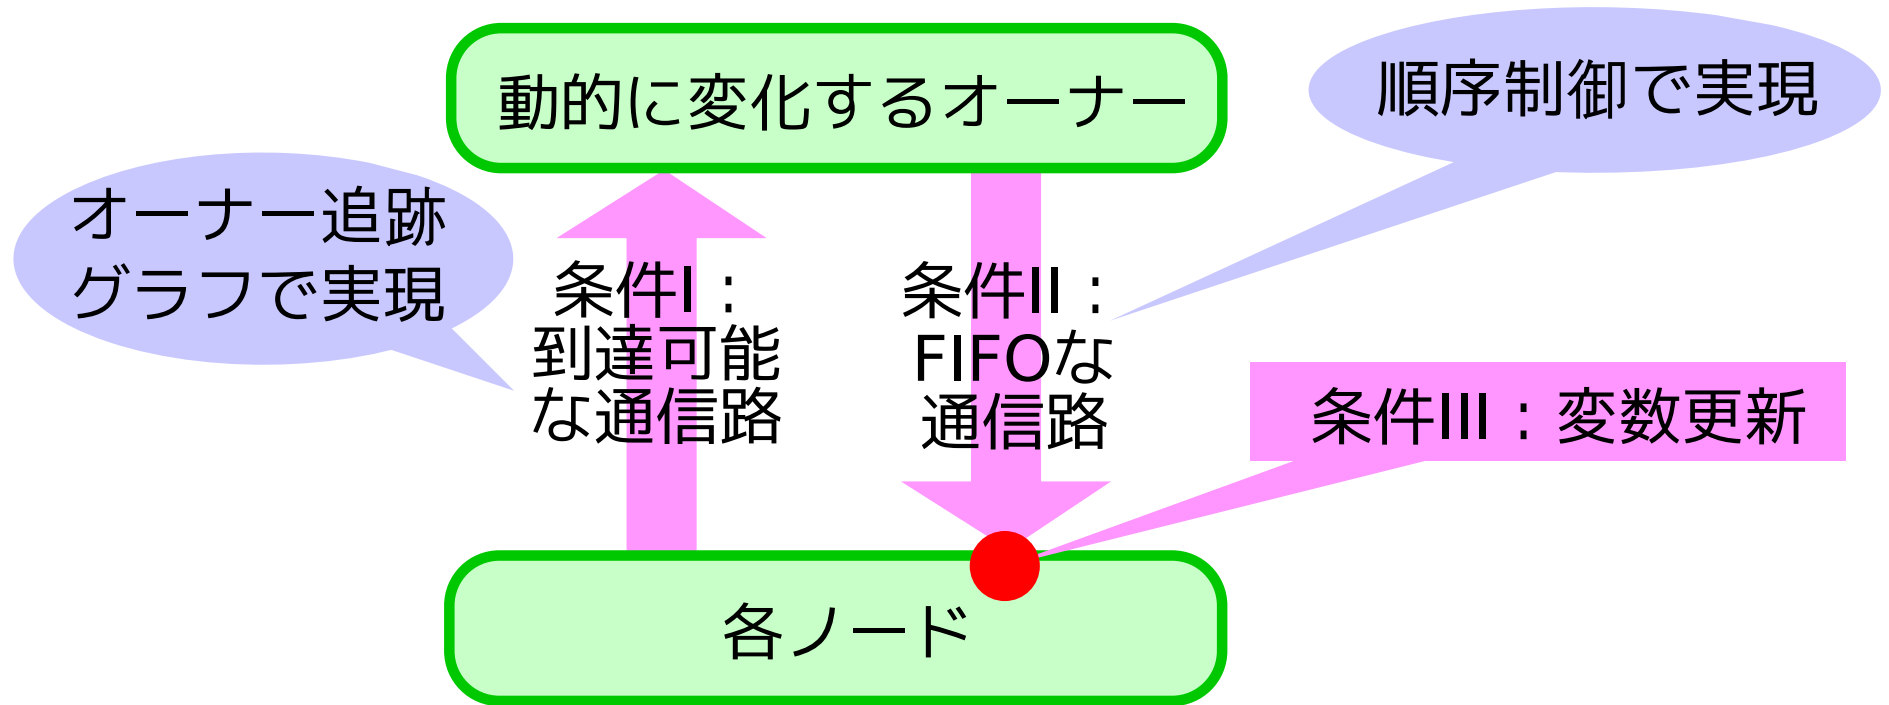 動的に変化するオーナー
順序制御で実現
オーナー追跡
グラフで実現
条件I：
到達可能
な通信路
条件II：
FIFOな
通信路
条件III：変数更新
各ノード